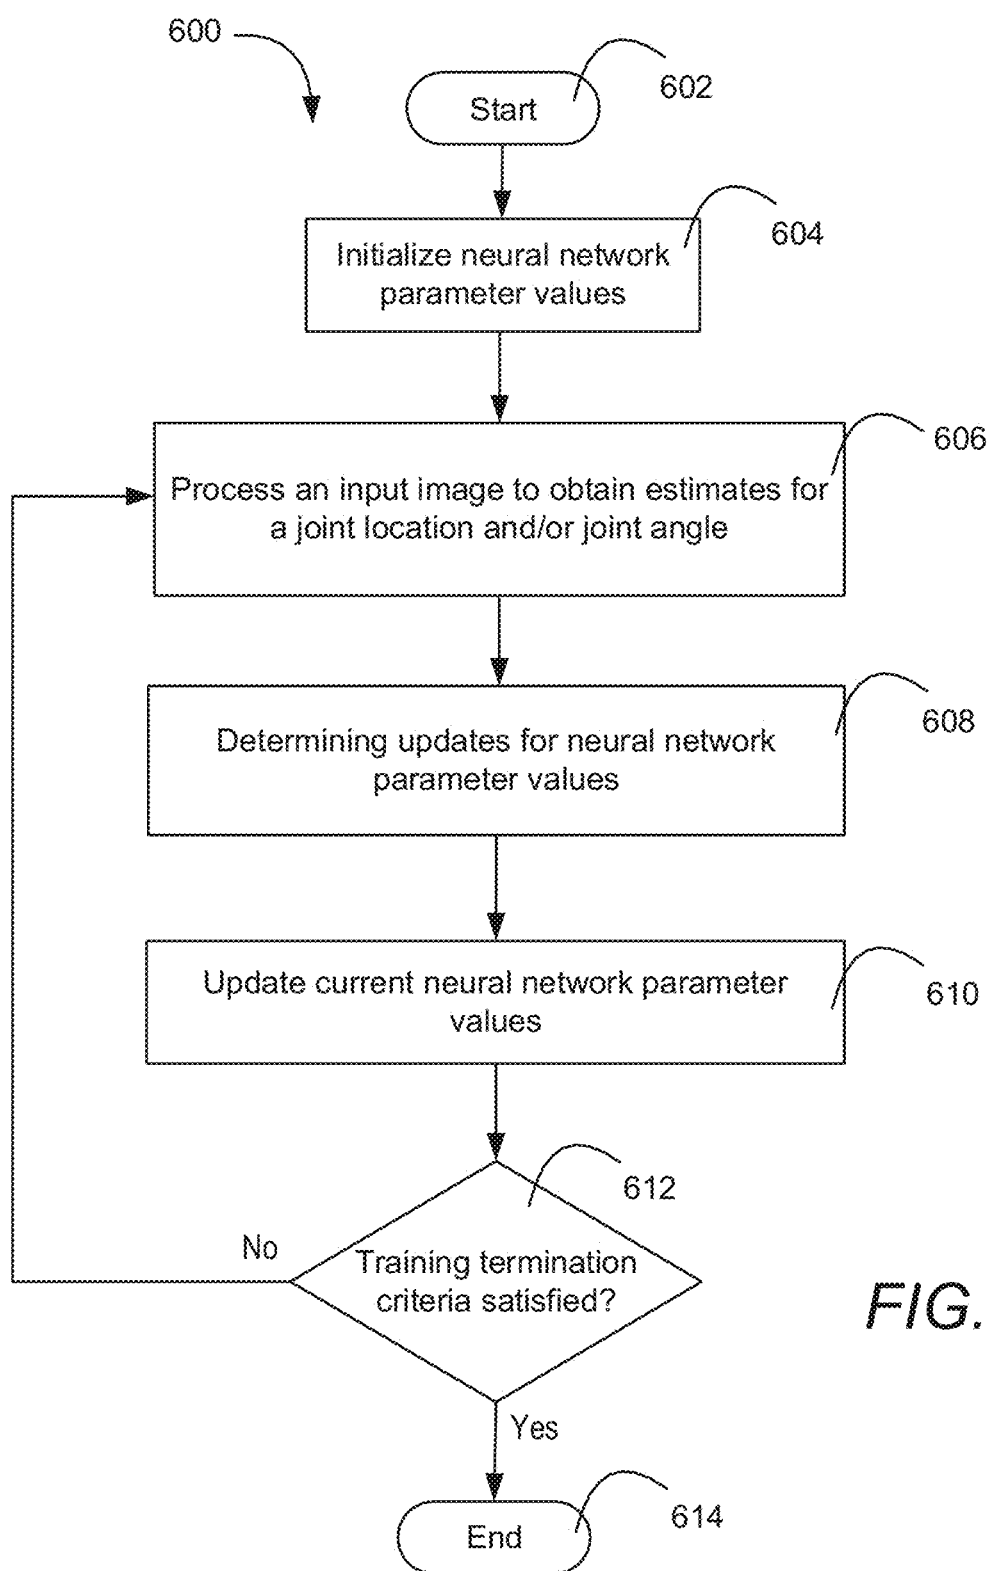 600
Start
602
Initialize neural network
parameter values
604
Process an input image to obtain estimates for
a joint location and/or joint angle
606
Determining updates for neural network
parameter values
608
Update current neural network parameter
values
610
Training termination
criteria satisfied?
612
No
Yes
End
614
FIG.